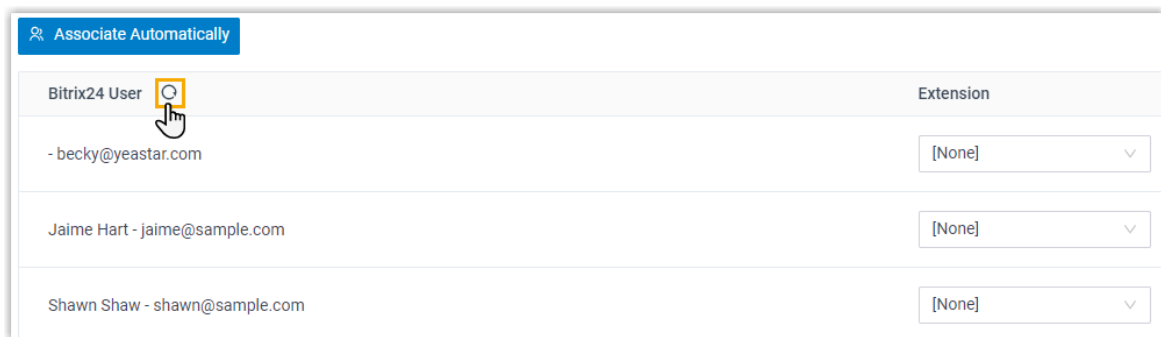 Associate Automatically
Bitrix24 User Extension
- becky@yeastar.com [None]
Jaime Hart - jaime@sample.com [None]
Shawn Shaw - shawn@sample.com [None]